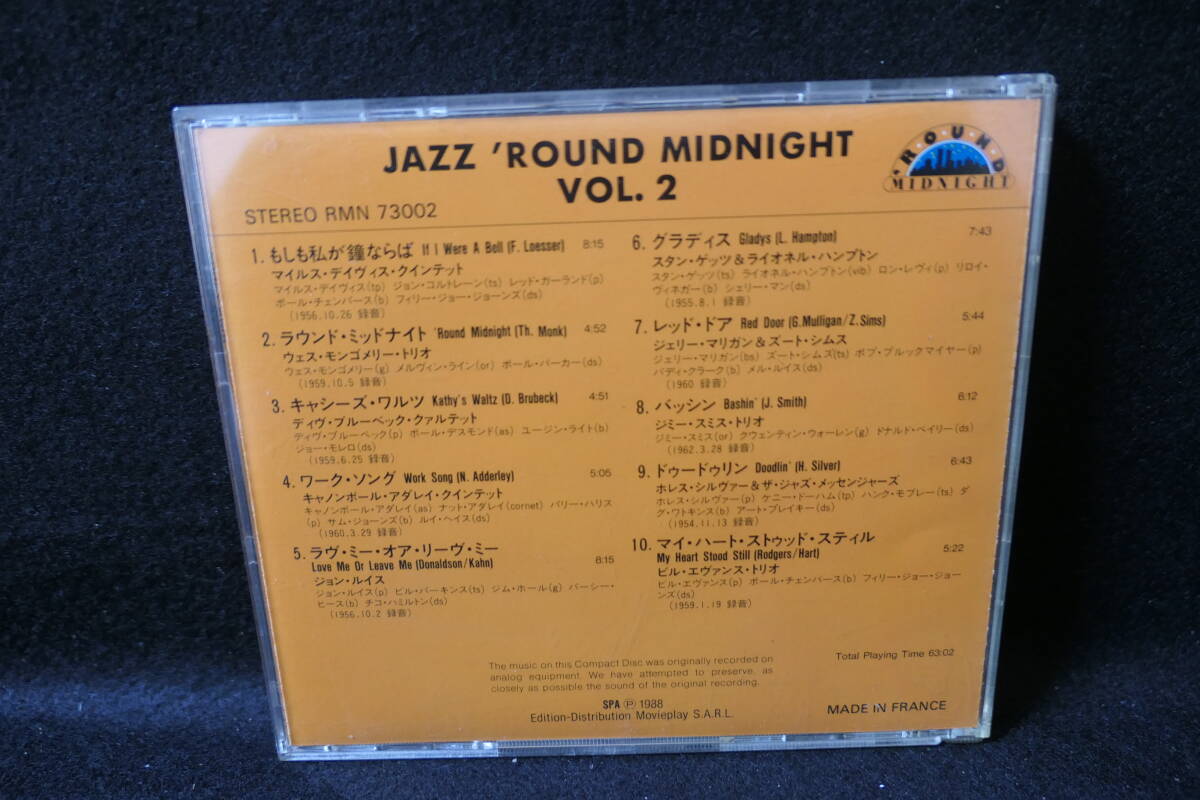 JAZZ 'ROUND MIDNIGHT
VOL. 2
'ROUND
MIDNIGHT
STEREO RMN 73002
1. もしも私が鐘ならば If I Were A Bell (F. Loesser) 8:15
マイルス・デイヴィス・クインテット
マイルス・デイヴィス(tp) ジョン・コルトレーン(ts) レッド・ガーランド(p)
ポール・チェンバース(b) フィリー・ジョー・ジョーンズ(ds)
(1956.10.26 録音)
2. ラウンド・ミッドナイト 'Round Midnight (Th. Monk) 4:52
ウェス・モンゴメリー・トリオ
ウェス・モンゴメリー(g) メルヴィン・ライン(or) ポール・パーカー(ds)
(1959.10.5 録音)
3. キャシーズ・ワルツ Kathy's Waltz (D. Brubeck) 4:51
ディヴ・ブルーベック・クァルテット
ディヴ・ブルーベック(p) ポール・デスモンド(as) ユージン・ライト(b)
ジョー・モレロ(ds)
(1959.6.25 録音)
4. ワーク・ソング Work Song (N. Adderley) 5:05
キャノンボール・アダレイ・クインテット
キャノンボール・アダレイ(as) ナット・アダレイ(cornet) バリー・ハリス
(p) サム・ジョーンズ(b) ルイ・ヘイス(ds)
(1960.3.29 録音)
5. ラヴ・ミー・オア・リーヴ・ミー
Love Me Or Leave Me (Donaldson/Kahn) 8:15
ジョン・ルイス
ジョン・ルイス(p) ビル・パーキンス(ts) ジム・ホール(g) パーシー・
ヒース(b) チコ・ハミルトン(ds)
(1956.10.2 録音)
6. グラディス Gladys (L. Hampton) 7:43
スタン・ゲッツ&ライオネル・ハンプトン
スタン・ゲッツ(ts) ライオネル・ハンプトン(vib) ロン・レヴィ(p) リロイ・
ヴィネガー(b) シェリー・マン(ds)
(1955.8.1 録音)
7. レッド・ドア Red Door (G.Mulligan/Z.Sims) 5:44
ジェリー・マリガン&ズート・シムス
ジェリー・マリガン(bs) ズート・シムズ(ts) ボブ・ブルックマイヤー(p)
バディ・クラーク(b) メル・ルイス(ds)
(1960 録音)
8. バッシン Bashin' (J. Smith) 6:12
ジミー・スミス・トリオ
ジミー・スミス(or) クウェンティン・ウォーレン(g) ドナルド・ベイリー(ds)
(1962.3.28 録音)
9. ドゥードゥリン Doodlin' (H. Silver) 6:43
ホレス・シルヴァー&ザ・ジャズ・メッセンジャーズ
ホレス・シルヴァー(p) ケニー・ドーハム(tp) ハンク・モブレー(ts) ダ
グ・ワトキンス(b) アート・ブレイキー(ds)
(1954.11.13 録音)
10. マイ・ハート・ストゥッド・スティル
My Heart Stood Still (Rodgers/Hart) 5:22
ビル・エヴァンス・トリオ
ビル・エヴァンス(p) ポール・チェンバース(b) フィリー・ジョー・ジョー
ンズ(ds)
(1959.1.19 録音)
The music on this Compact Disc was originally recorded on
analog equipment. We have attempted to preserve, as
closely as possible the sound of the original recording.
Total Playing Time 63:02
SPA ℗ 1988
Edition-Distribution Movieplay S.A.R.L.
MADE IN FRANCE